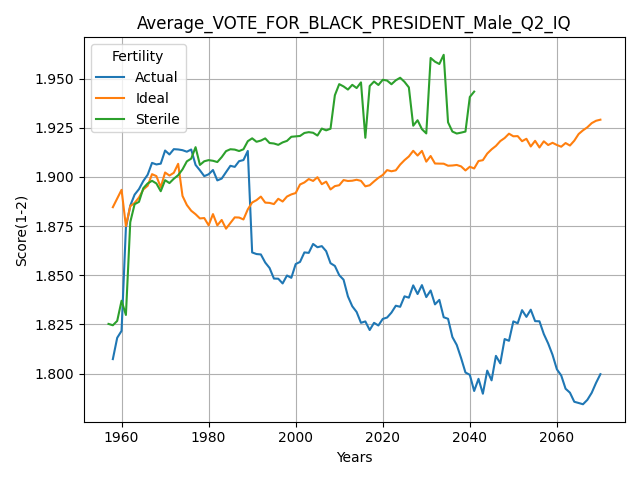 Average_VOTE_FOR_BLACK_PRESIDENT_Male_Q2_IQ
Fertility
Actual
Ideal
Sterile
Score(1-2)
1.950
1.925
1.900
1.875
1.850
1.825
1.800
1960
1980
2000
2020
2040
2060
Years